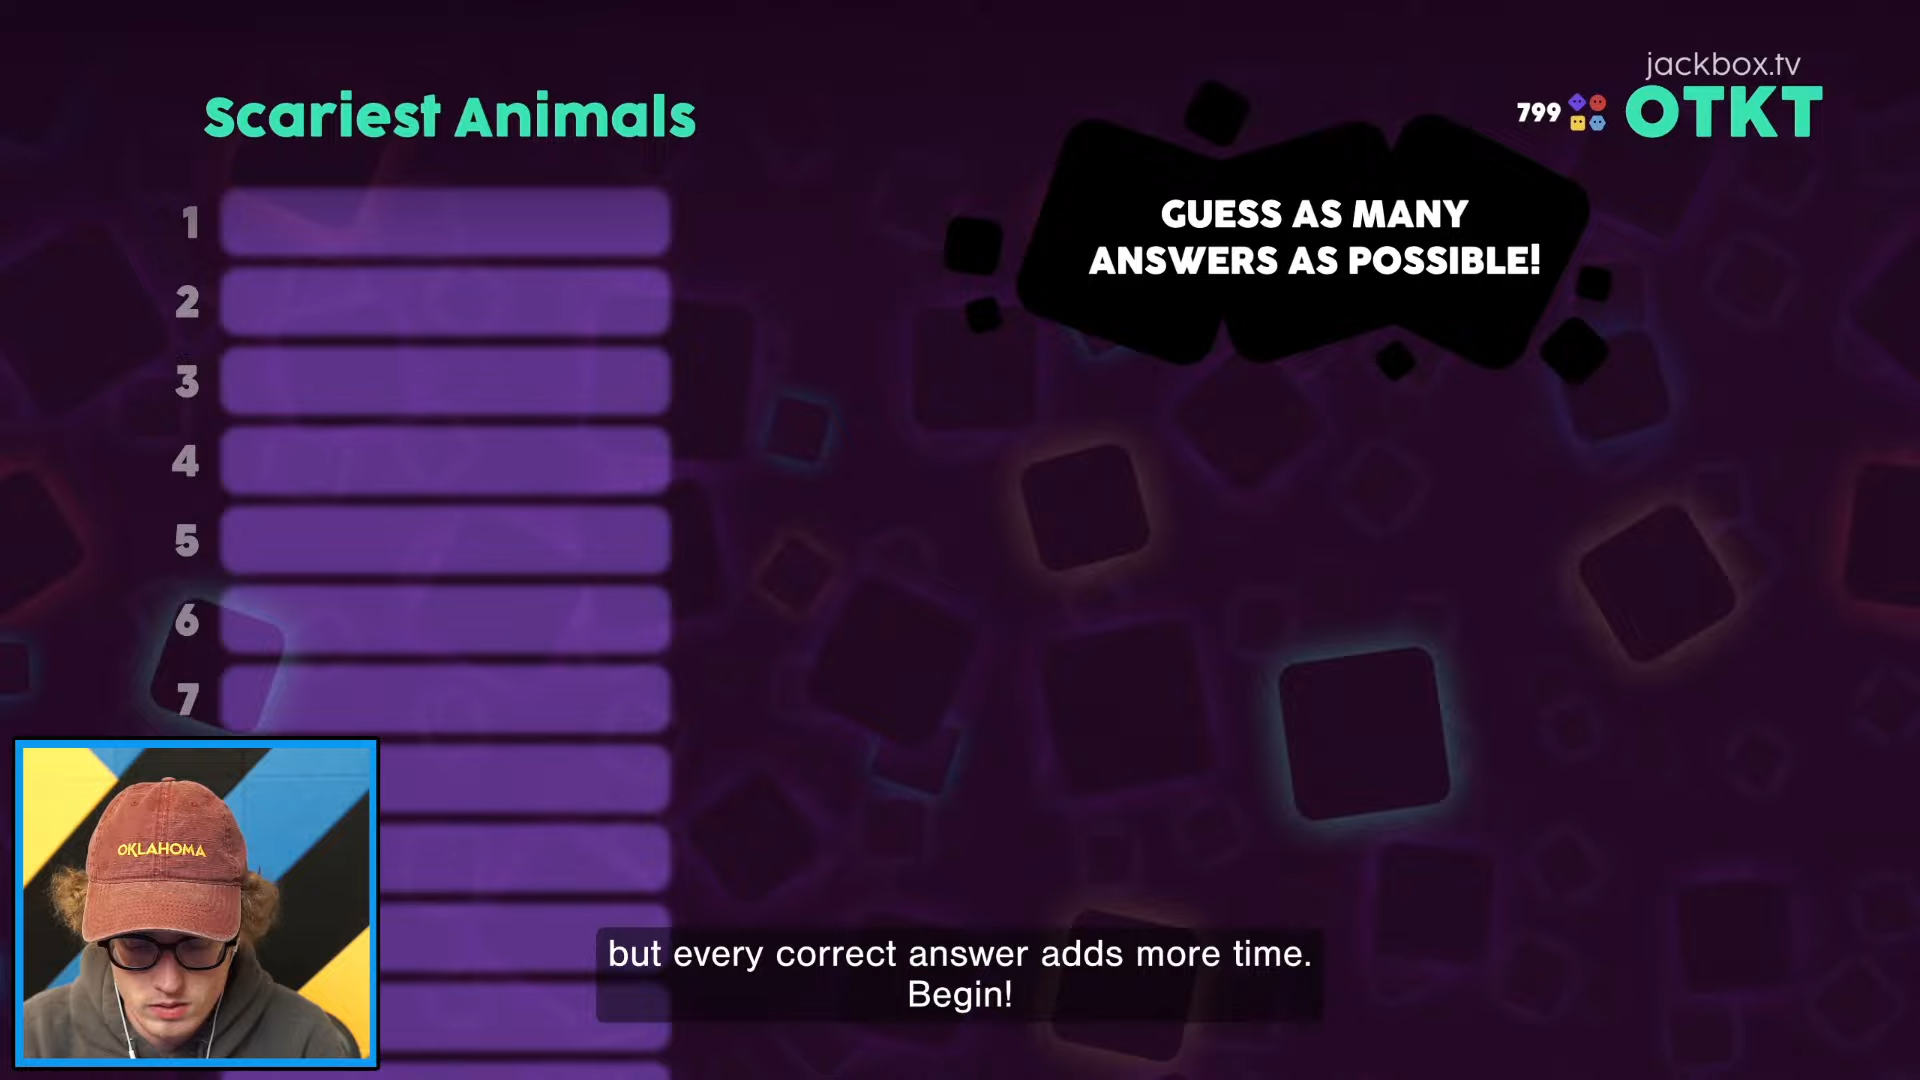 jackbox.tv
Scariest Animals
799
OTKT
GUESS AS MANY
ANSWERS AS POSSIBLE!
1
2
3
4
5
6
7
OKLAHOMA
but every correct answer adds more time.
Begin!